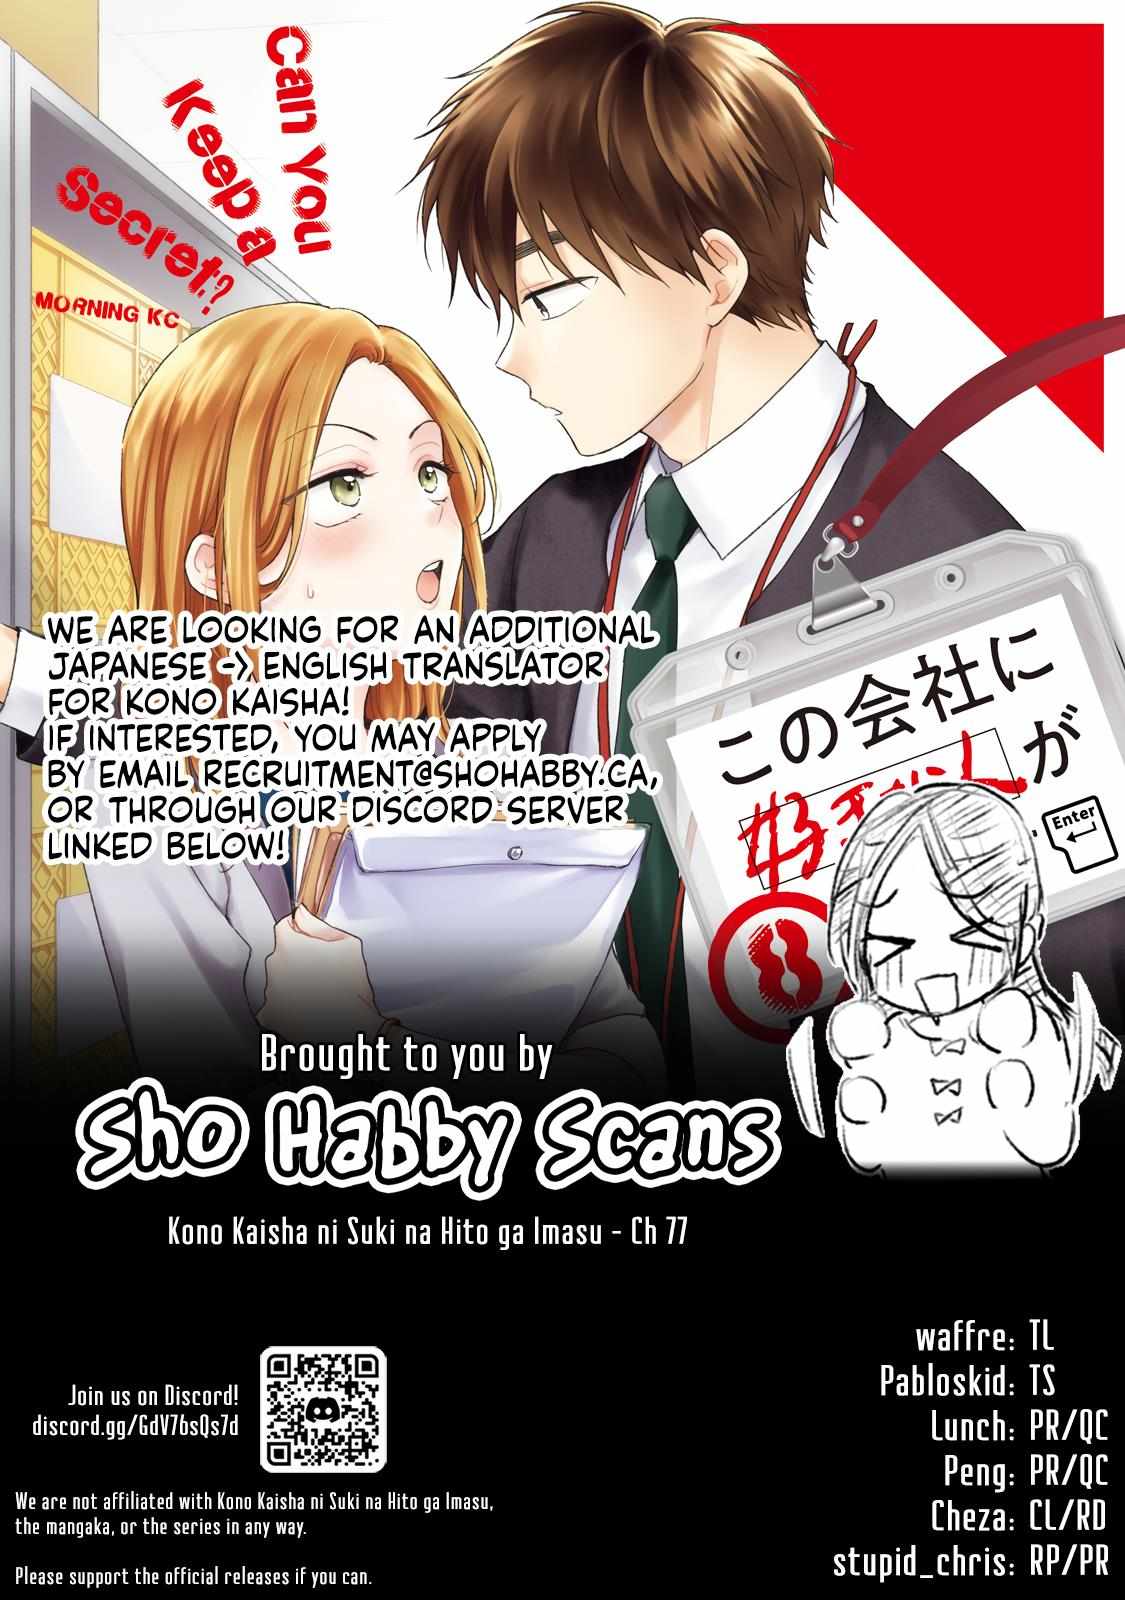 Can You
Keep a
Secret?
MORNING KC
WE ARE LOOKING FOR AN ADDITIONAL
JAPANESE -> ENGLISH TRANSLATOR
FOR KONO KAISHA!
IF INTERESTED, YOU MAY APPLY
BY EMAIL RECRUITMENT@SHOHABBY.CA,
OR THROUGH OUR DISCORD SERVER
LINKED BELOW!
この会社に
好きな人が
Enter
8
Brought to you by
Sho Habby Scans
Kono Kaisha ni Suki na Hito ga Imasu - Ch 77
Join us on Discord!
discord.gg/GdV76sQs7d
We are not affiliated with Kono Kaisha ni Suki na Hito ga Imasu,
the mangaka, or the series in any way.
Please support the official releases if you can.
waffre: TL
Pabloskid: TS
Lunch: PR/QC
Peng: PR/QC
Cheza: CL/RD
stupid_chris: RP/PR